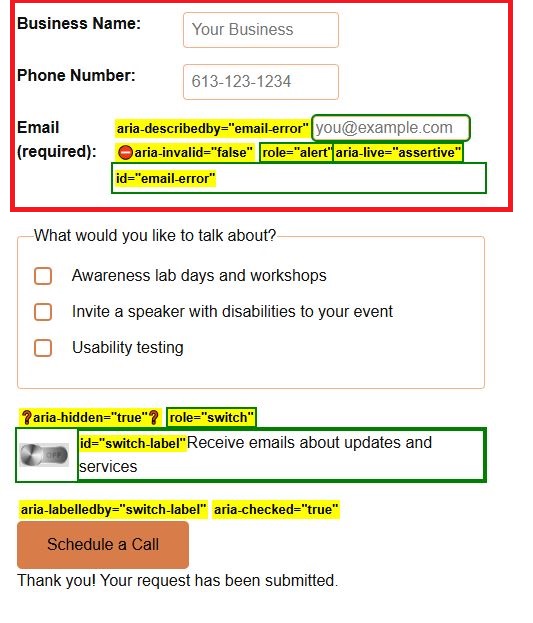 Business Name: Your Business
Phone Number: 613-123-1234
Email aria-describedby="email-error" you@example.com
(required): aria-invalid="false" role="alert" aria-live="assertive"
id="email-error"
What would you like to talk about?
Awareness lab days and workshops
Invite a speaker with disabilities to your event
Usability testing
❓aria-hidden="true"❓ role="switch"
OFF id="switch-label"Receive emails about updates and
services
aria-labelledby="switch-label" aria-checked="true"
Schedule a Call
Thank you! Your request has been submitted.